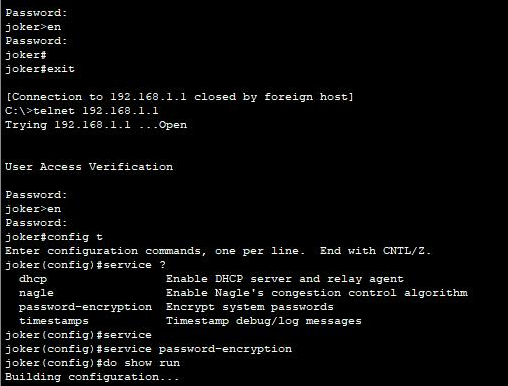 Password:
joker>en
Password:
joker#
joker#exit
[Connection to 192.168.1.1 closed by foreign host]
C:\>telnet 192.168.1.1
Trying 192.168.1.1 ...Open
User Access Verification
Password:
joker>en
Password:
joker#config t
Enter configuration commands, one per line.  End with CNTL/Z.
joker(config)#service ?
  dhcp                 Enable DHCP server and relay agent
  nagle                Enable Nagle's congestion control algorithm
  password-encryption  Encrypt system passwords
  timestamps           Timestamp debug/log messages
joker(config)#service
joker(config)#service password-encryption
joker(config)#do show run
Building configuration...